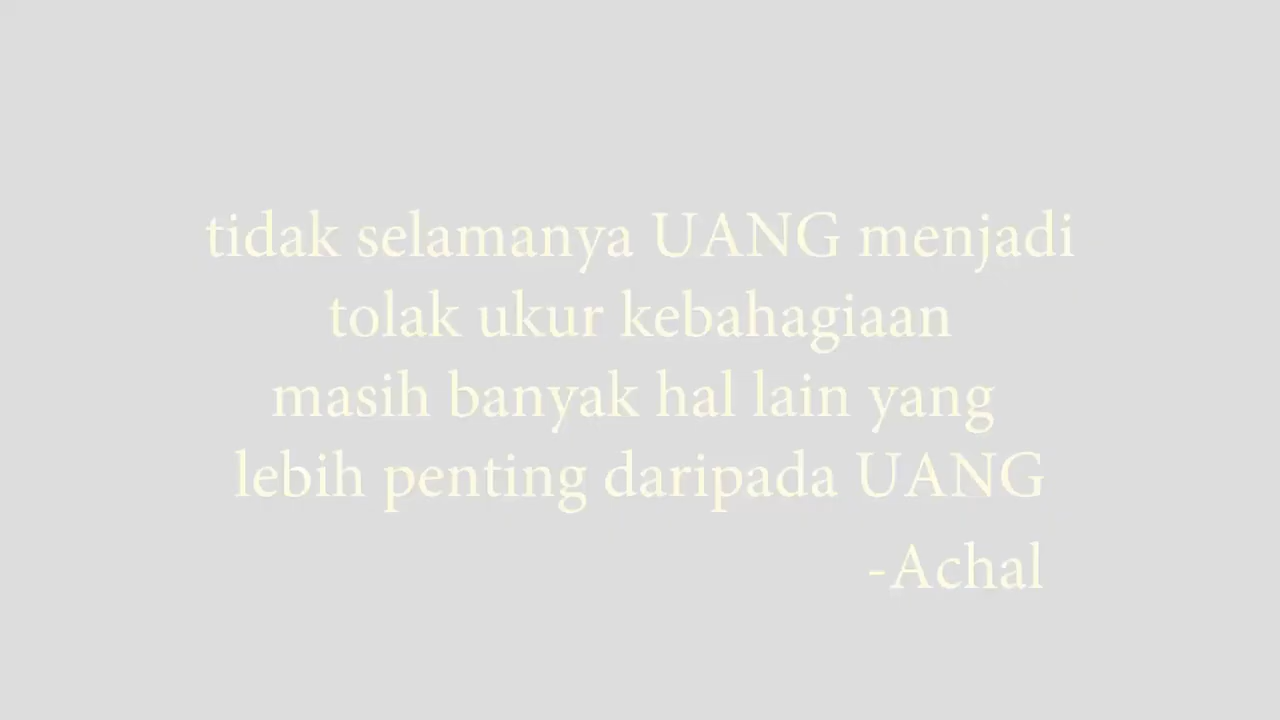 tidak selamanya UANG menjadi
tolak ukur kebahagiaan
masih banyak hal lain yang
lebih penting daripada UANG
-Achal